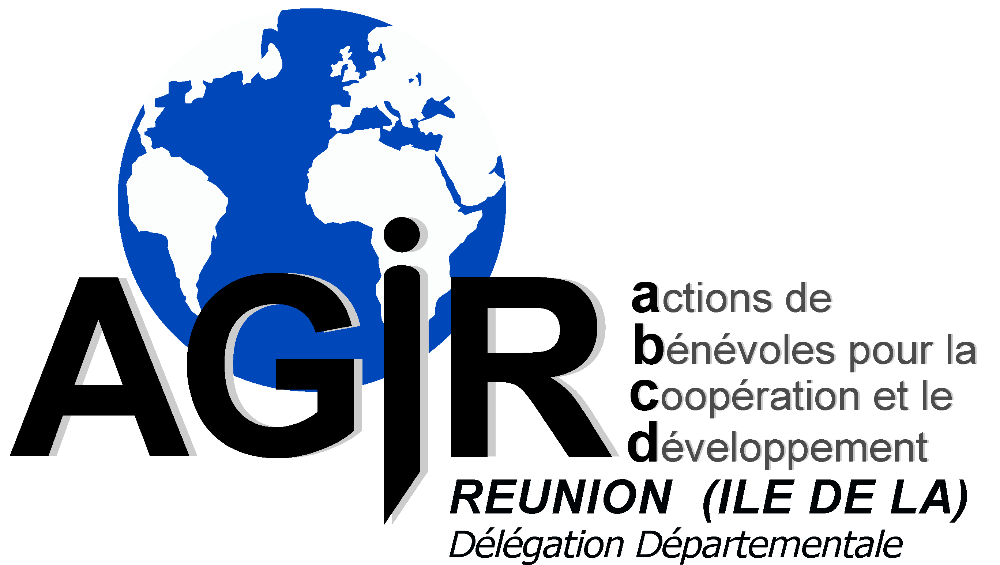 AGiR
actions de
bénévoles pour la
coopération et le
développement
REUNION (ILE DE LA)
Délégation Départementale